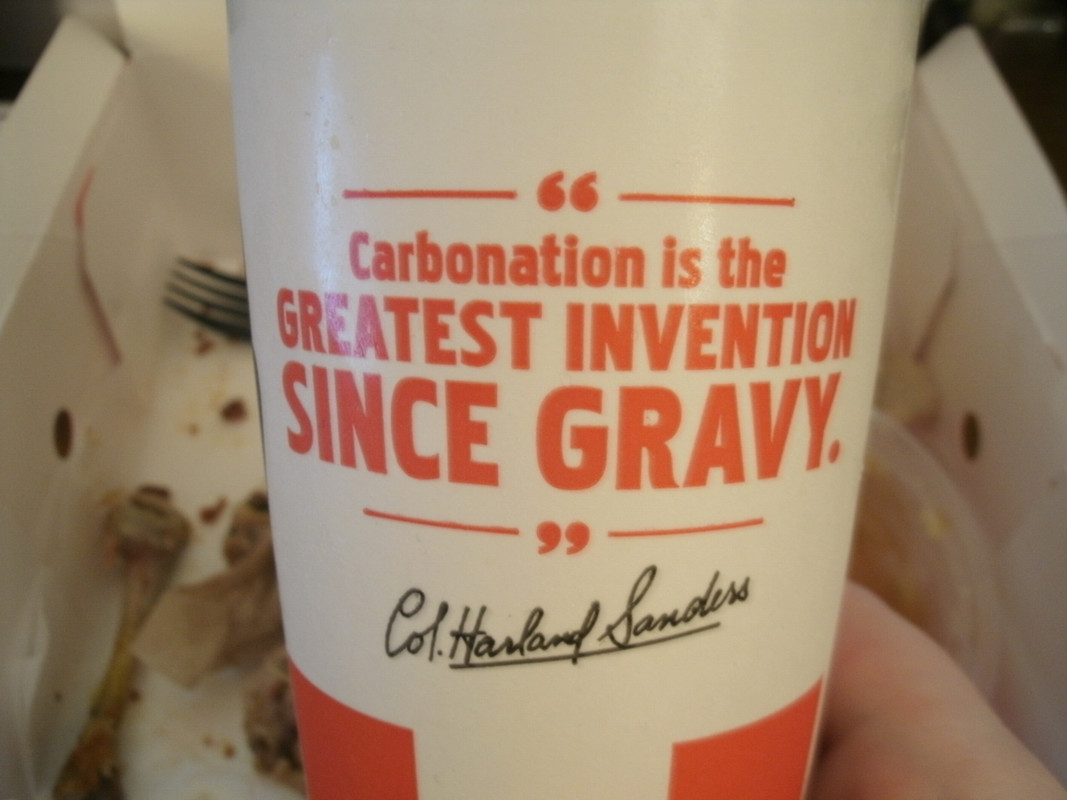 “
Carbonation is the
GREATEST INVENTION
SINCE GRAVY.
”
Col. Harland Sanders